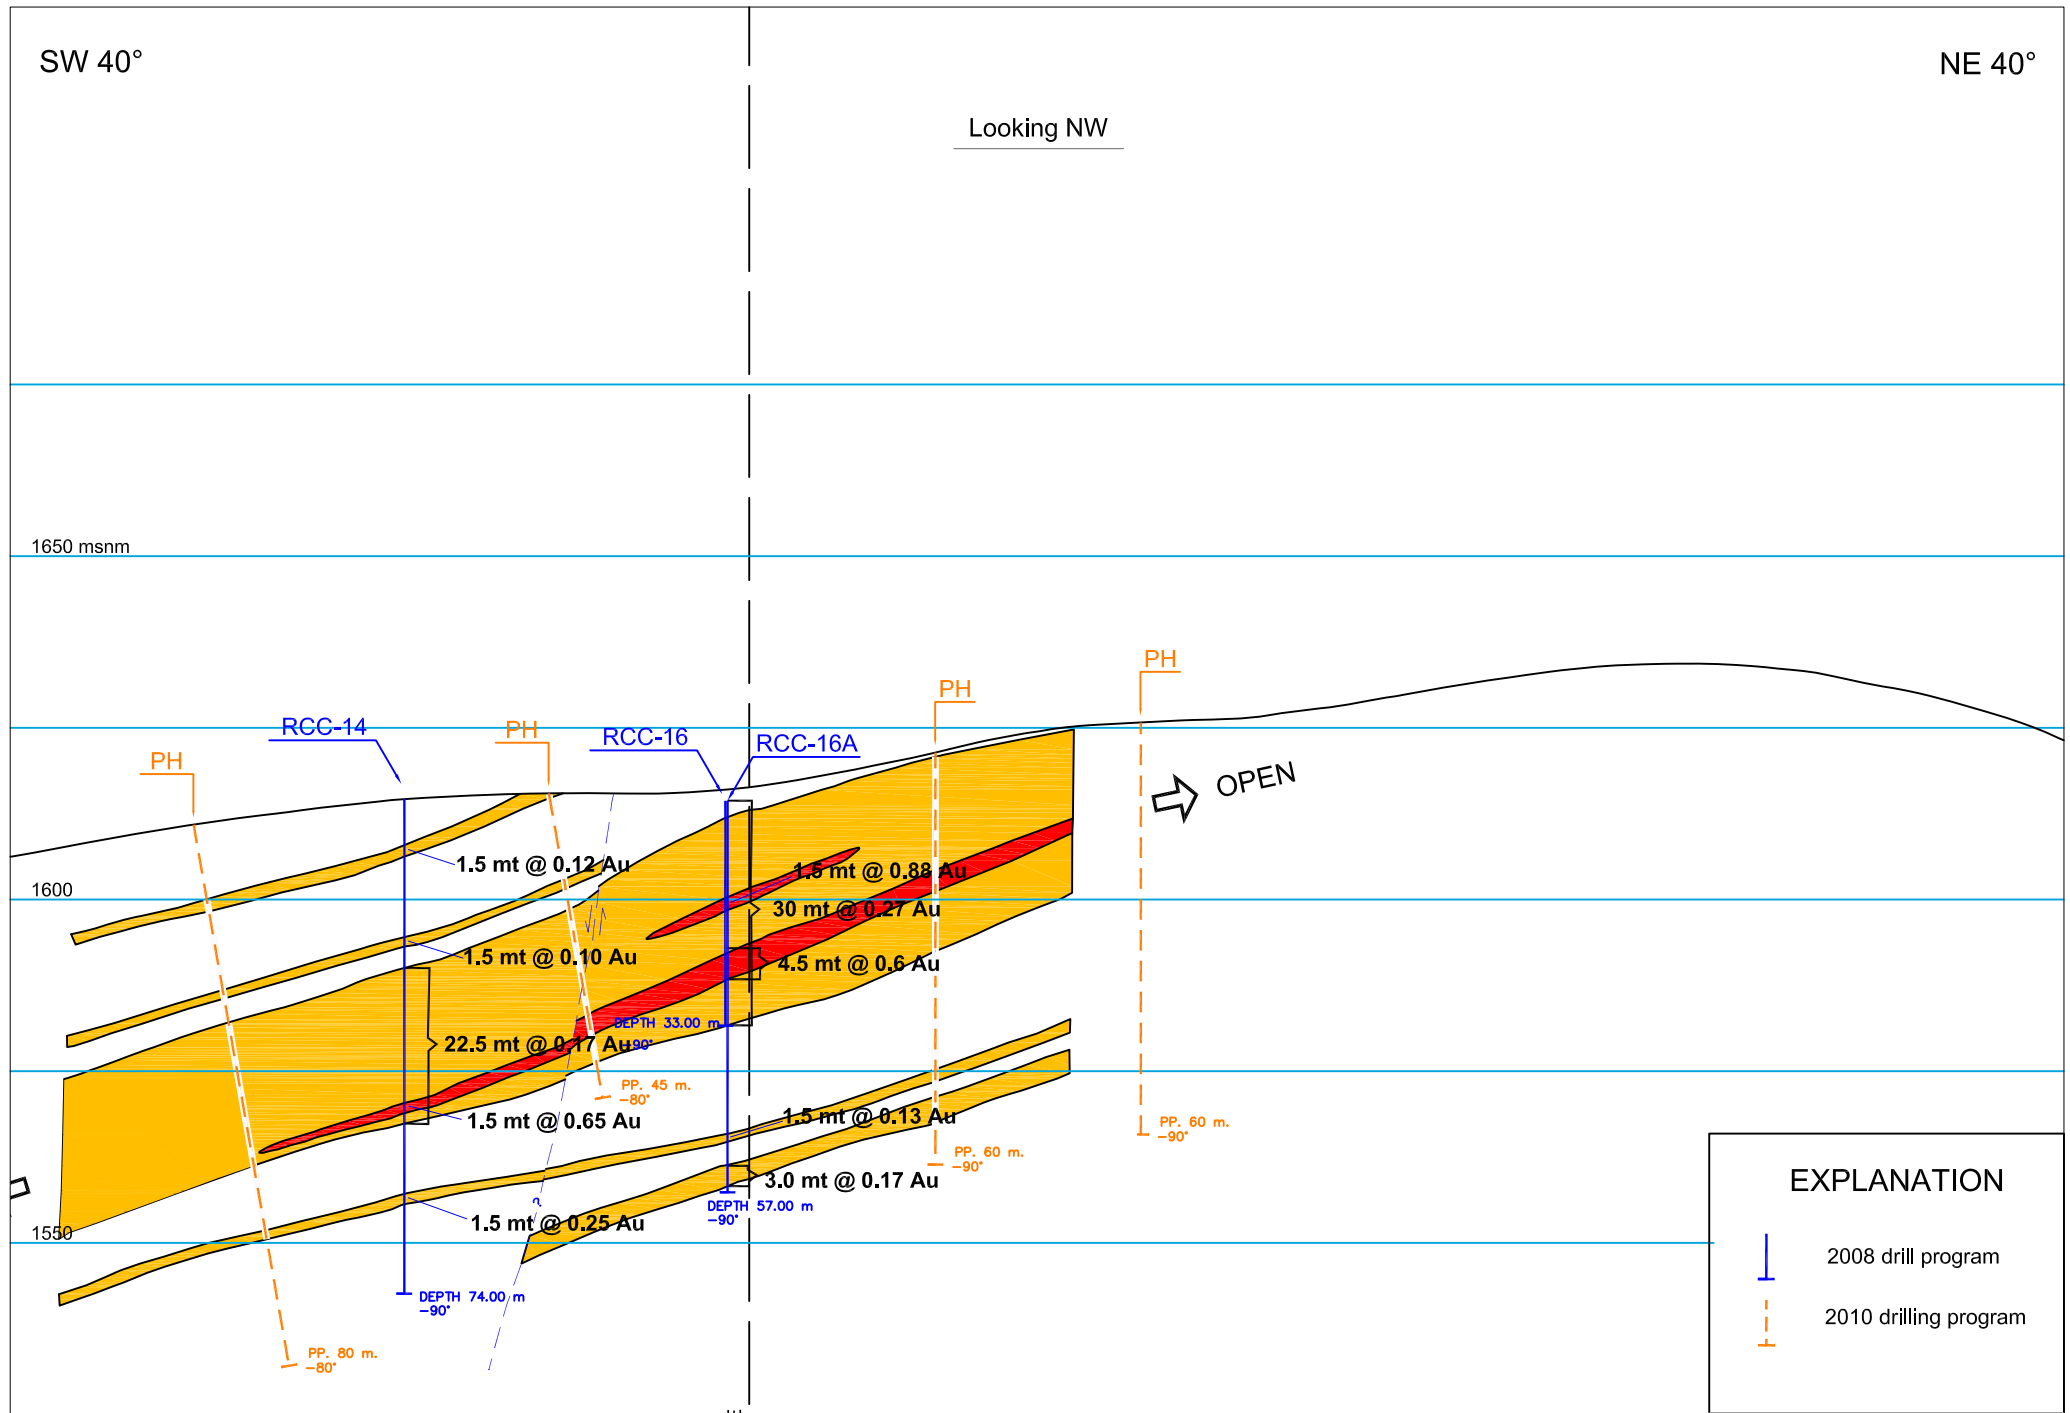 SW 40°
NE 40°
Looking NW
1650 msnm
PH
PH
RCC-14
PH
RCC-16
RCC-16A
PH
OPEN
1.5 mt @ 0.12 Au
1.5 mt @ 0.88 Au
1600
30 mt @ 0.27 Au
1.5 mt @ 0.10 Au
4.5 mt @ 0.6 Au
DEPTH 33.00 m
-90°
22.5 mt @ 0.17 Au
PP. 45 m.
-80°
1.5 mt @ 0.65 Au
1.5 mt @ 0.13 Au
PP. 60 m.
-90°
PP. 60 m.
-90°
3.0 mt @ 0.17 Au
EXPLANATION
DEPTH 57.00 m
-90°
?
1.5 mt @ 0.25 Au
1550
2008 drill program
DEPTH 74.00 m
-90°
2010 drilling program
PP. 80 m.
-80°